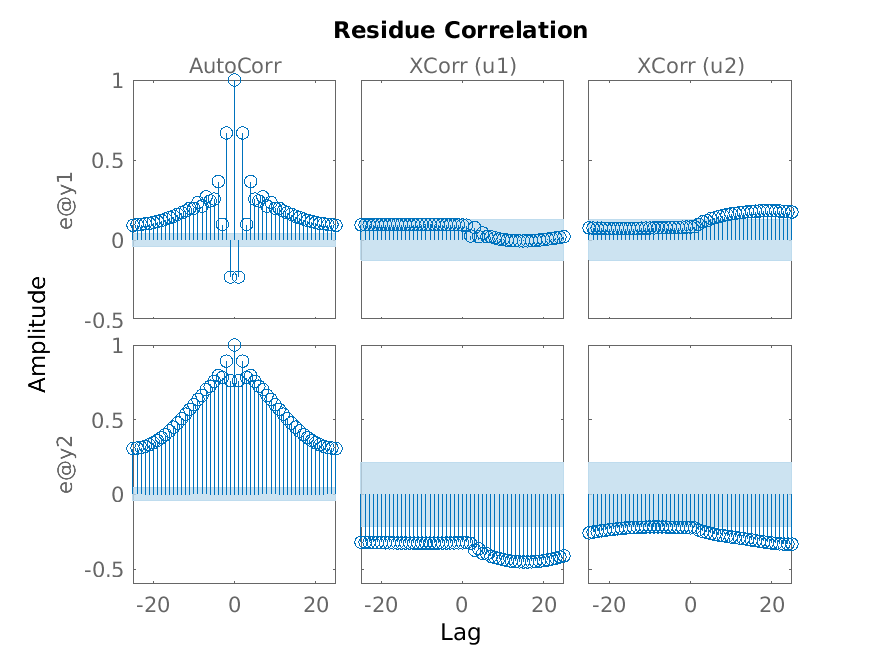 Residue Correlation
AutoCorr
XCorr (u1)
XCorr (u2)
1
0.5
0
-0.5
e@y1
Amplitude
1
0.5
0
-0.5
e@y2
-20 0 20
-20 0 20
-20 0 20
Lag